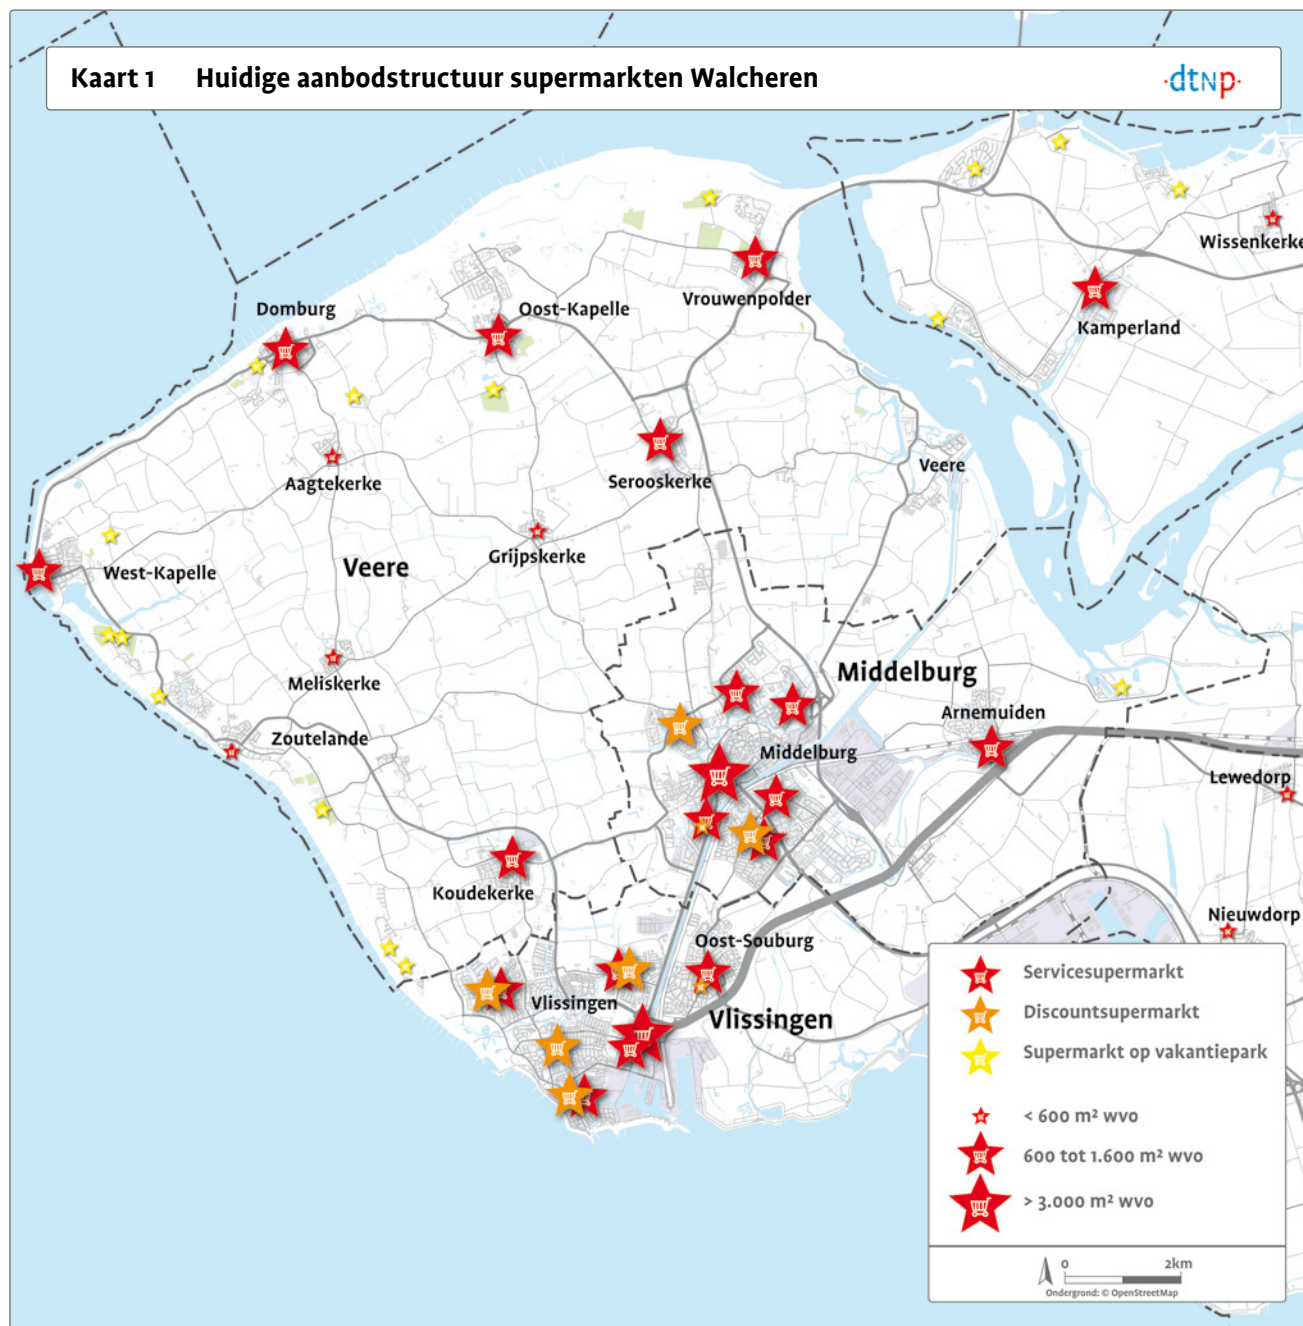 Kaart 1 Huidige aanbodstructuur supermarkten Walcheren
dtnp
Wissenkerke
Vrouwenpolder
Domburg
Oost-Kapelle
Kamperland
Veere
Serooskerke
Aagtekerke
Grijpskerke
Veere
West-Kapelle
Middelburg
Meliskerke
Arnemuiden
Zoutelande
Middelburg
Lewedorp
Koudekerke
Nieuwdorp
Oost-Souburg
Vlissingen
Vlissingen
Servicesupermarkt
Discountsupermarkt
Supermarkt op vakantiepark
< 600 m² wvo
600 tot 1.600 m² wvo
> 3.000 m² wvo
0 2km
Ondergrond: © OpenStreetMap